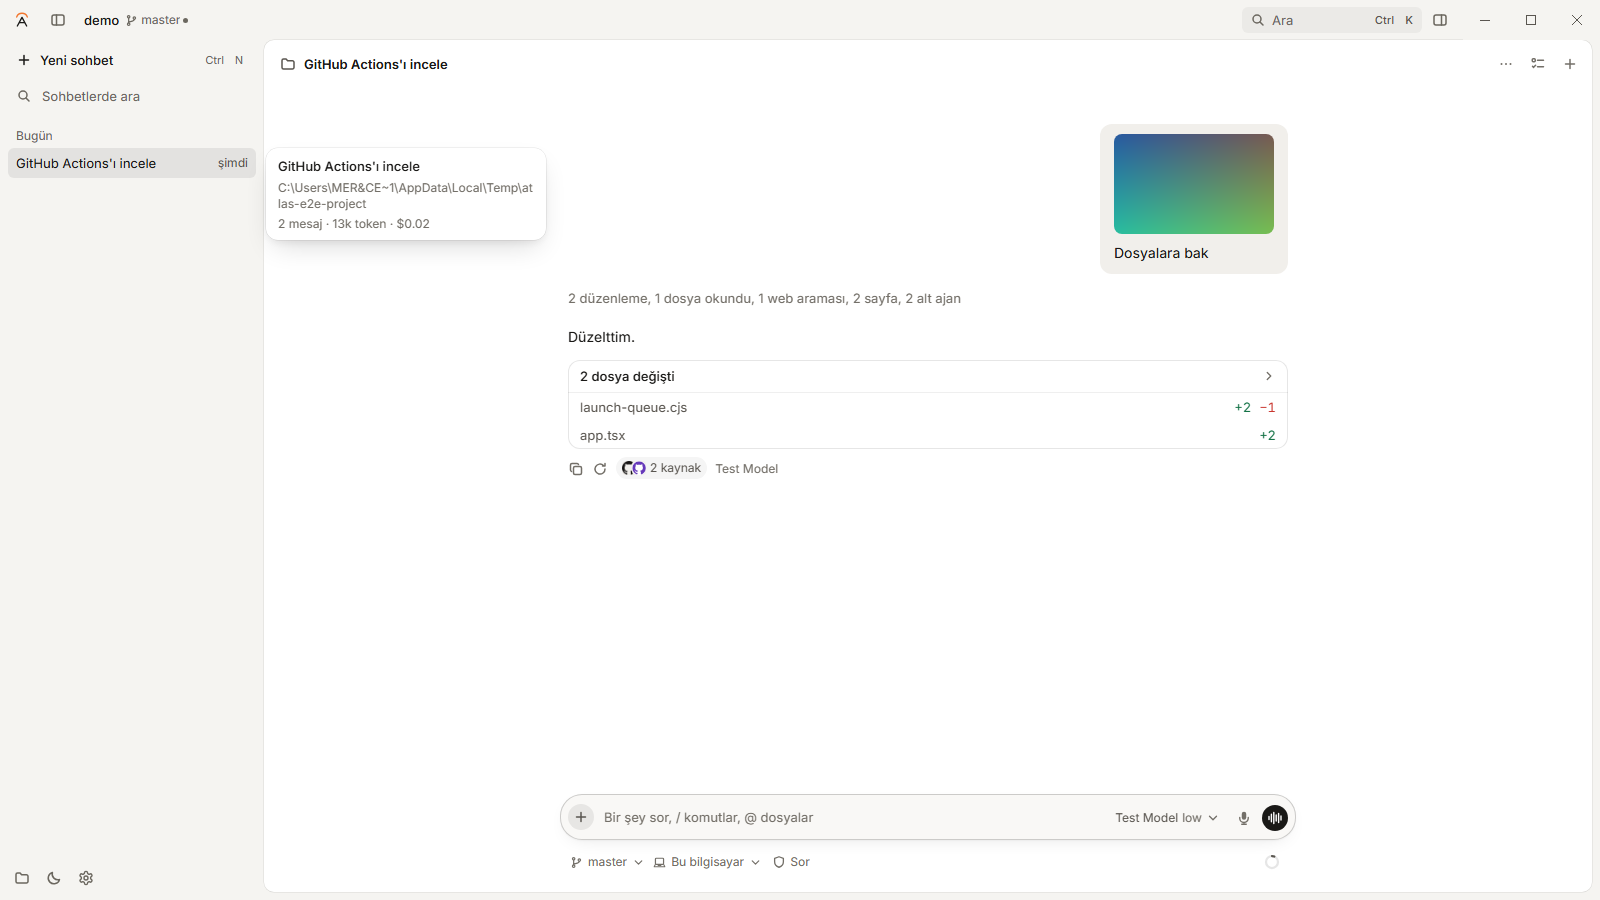 demo master
Ara Ctrl K
Yeni sohbet Ctrl N
Sohbetlerde ara
Bugün
GitHub Actions'ı incele şimdi
GitHub Actions'ı incele
GitHub Actions'ı incele
C:\Users\MER&CE~1\AppData\Local\Temp\at
las-e2e-project
2 mesaj · 13k token · $0.02
Dosyalara bak
2 düzenleme, 1 dosya okundu, 1 web araması, 2 sayfa, 2 alt ajan
Düzelttim.
2 dosya değişti
launch-queue.cjs +2 −1
app.tsx +2
2 kaynak Test Model
Bir şey sor, / komutlar, @ dosyalar Test Model low
master Bu bilgisayar Sor